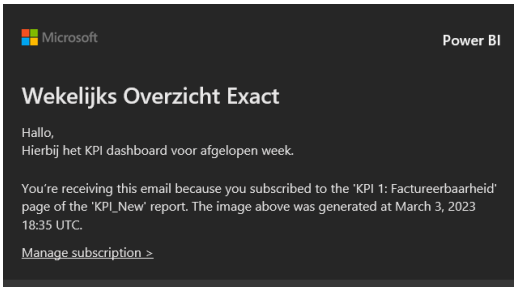 Microsoft
Power BI
Wekelijks Overzicht Exact
Hallo,
Hierbij het KPI dashboard voor afgelopen week.
You're receiving this email because you subscribed to the 'KPI 1: Factureerbaarheid'
page of the 'KPI_New' report. The image above was generated at March 3, 2023
18:35 UTC.
Manage subscription >